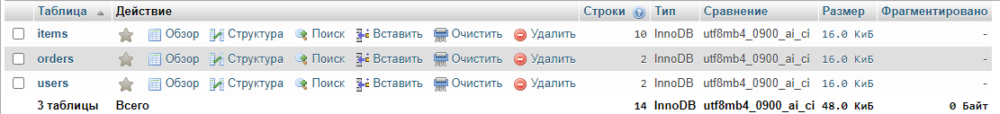 Таблица Действие Строки Тип Сравнение Размер Фрагментировано
items Обзор Структура Поиск Вставить Очистить Удалить 10 InnoDB utf8mb4_0900_ai_ci 16.0 КиБ -
orders Обзор Структура Поиск Вставить Очистить Удалить 2 InnoDB utf8mb4_0900_ai_ci 16.0 КиБ -
users Обзор Структура Поиск Вставить Очистить Удалить 2 InnoDB utf8mb4_0900_ai_ci 16.0 КиБ -
3 таблицы Всего 14 InnoDB utf8mb4_0900_ai_ci 48.0 КиБ 0 Байт